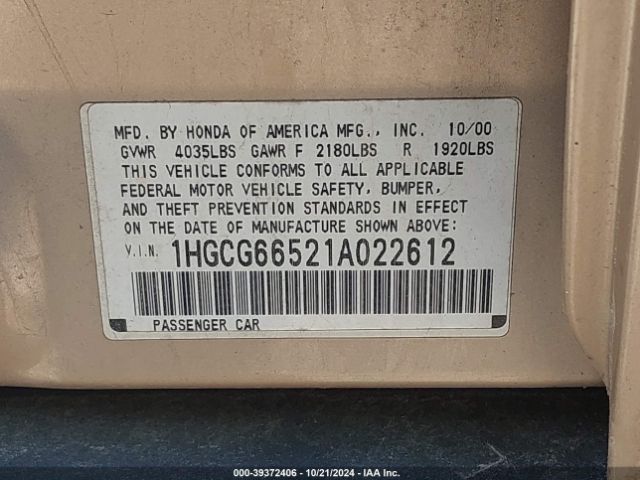 MFD. BY HONDA OF AMERICA MFG., INC. 10/00
GVWR 4035LBS GAWR F 2180LBS R 1920LBS
THIS VEHICLE CONFORMS TO ALL APPLICABLE
FEDERAL MOTOR VEHICLE SAFETY, BUMPER,
AND THEFT PREVENTION STANDARDS IN EFFECT
ON THE DATE OF MANUFACTURE SHOWN ABOVE:
V.I.N. 1HGCG66521A022612
PASSENGER CAR
000-39372406 - 10/21/2024 - IAA Inc.